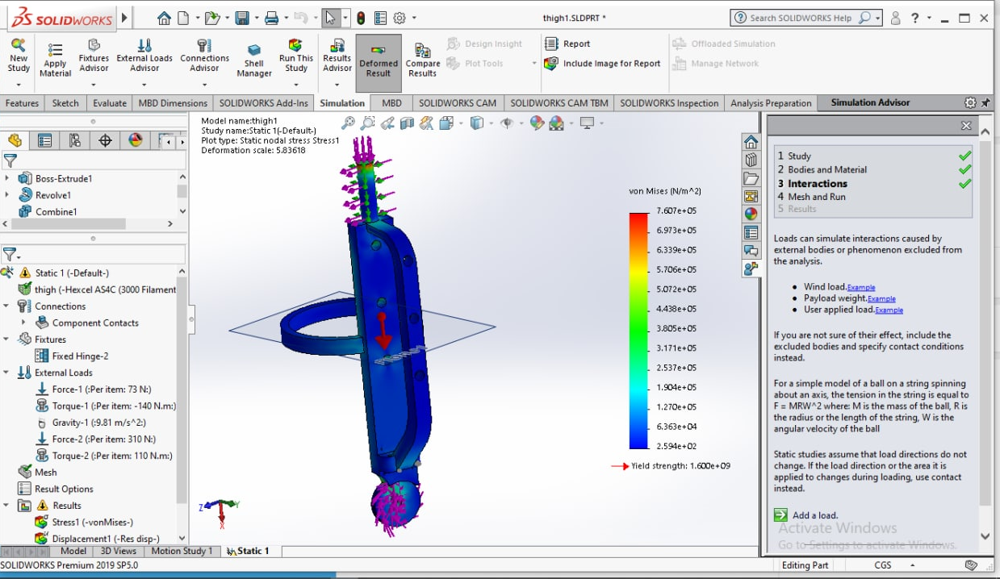 SOLIDWORKS
thigh1.SLDPRT *
Search SOLIDWORKS Help
?
New Study
Apply Material
Fixtures Advisor
External Loads Advisor
Connections Advisor
Shell Manager
Run This Study
Results Advisor
Deformed Result
Compare Results
Design Insight
Plot Tools
Report
Include Image for Report
Offloaded Simulation
Manage Network
Features
Sketch
Evaluate
MBD Dimensions
SOLIDWORKS Add-Ins
Simulation
MBD
SOLIDWORKS CAM
SOLIDWORKS CAM TBM
SOLIDWORKS Inspection
Analysis Preparation
Simulation Advisor
Boss-Extrude1
Revolve1
Combine1
Static 1 (-Default-)
thigh (-Hexcel AS4C (3000 Filament
Connections
Component Contacts
Fixtures
Fixed Hinge-2
External Loads
Force-1 (:Per item: 73 N:)
Torque-1 (:Per item: -140 N.m:)
Gravity-1 (:9.81 m/s^2:)
Force-2 (:Per item: 310 N:)
Torque-2 (:Per item: 110 N.m:)
Mesh
Result Options
Results
Stress1 (-vonMises-)
Displacement1 (-Res disp-)
Model name:thigh1
Study name:Static 1(-Default-)
Plot type: Static nodal stress Stress1
Deformation scale: 5.83618
von Mises (N/m^2)
7.607e+05
6.973e+05
6.339e+05
5.706e+05
5.072e+05
4.438e+05
3.805e+05
3.171e+05
2.537e+05
1.904e+05
1.270e+05
6.363e+04
2.594e+02
Yield strength: 1.600e+09
Z
Y
X
1 Study
2 Bodies and Material
3 Interactions
4 Mesh and Run
5 Results
Loads can simulate interactions caused by
external bodies or phenomenon excluded from
the analysis.
Wind load.Example
Payload weight.Example
User applied load.Example
If you are not sure of their effect, include the
excluded bodies and specify contact conditions
instead.
For a simple model of a ball on a string spinning
about an axis, the tension in the string is equal to
F = MRW^2 where: M is the mass of the ball, R is
the radius or the length of the string, W is the
angular velocity of the ball
Static studies assume that load directions do not
change. If the load direction or the area it is
applied to changes during loading, use contact
instead.
Add a load.
Activate Windows
Go to Settings to activate Windows.
Model
3D Views
Motion Study 1
Static 1
SOLIDWORKS Premium 2019 SP5.0
Editing Part
CGS